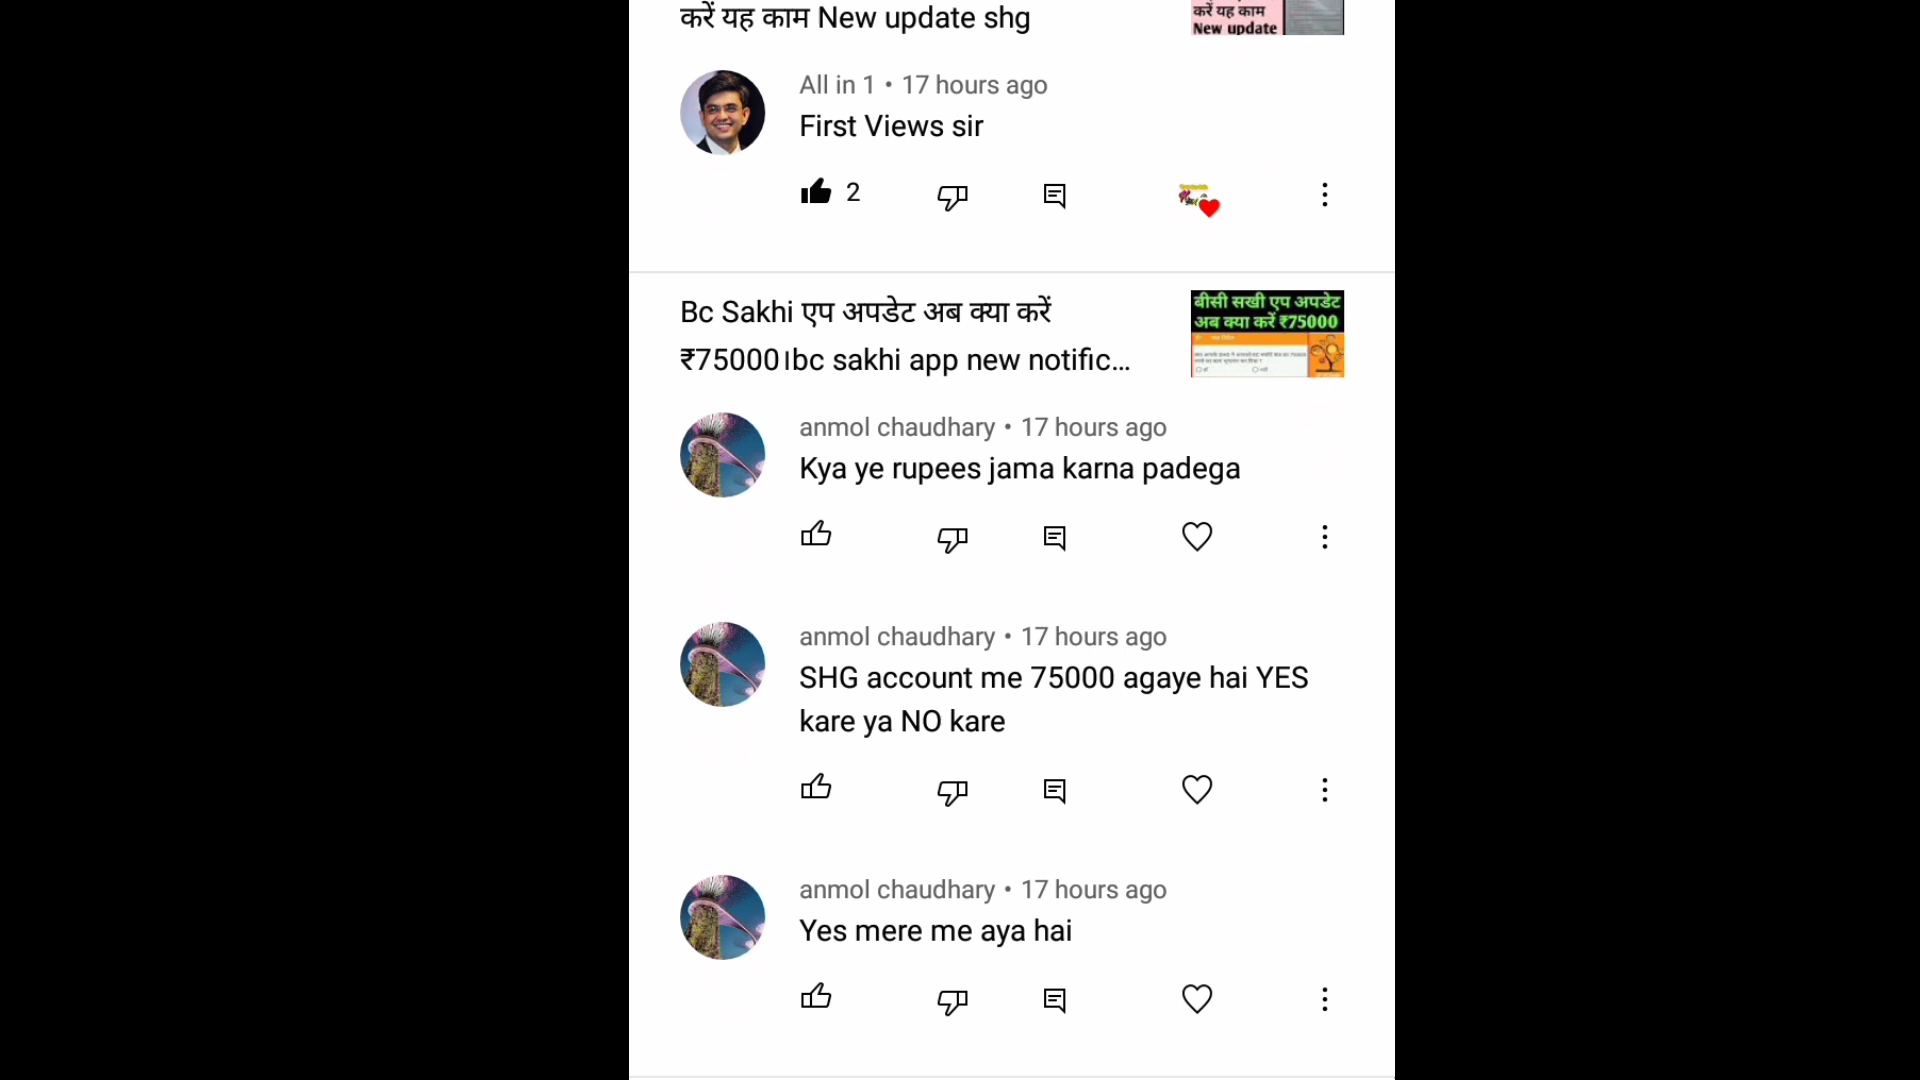 करें यह काम New update shg
करें यह काम
New update
All in 1 • 17 hours ago
First Views sir
2
Bc Sakhi एप अपडेट अब क्या करें
₹75000।bc sakhi app new notific...
बीसी सखी एप अपडेट
अब क्या करें ₹75000
anmol chaudhary • 17 hours ago
Kya ye rupees jama karna padega
anmol chaudhary • 17 hours ago
SHG account me 75000 agaye hai YES
kare ya NO kare
anmol chaudhary • 17 hours ago
Yes mere me aya hai